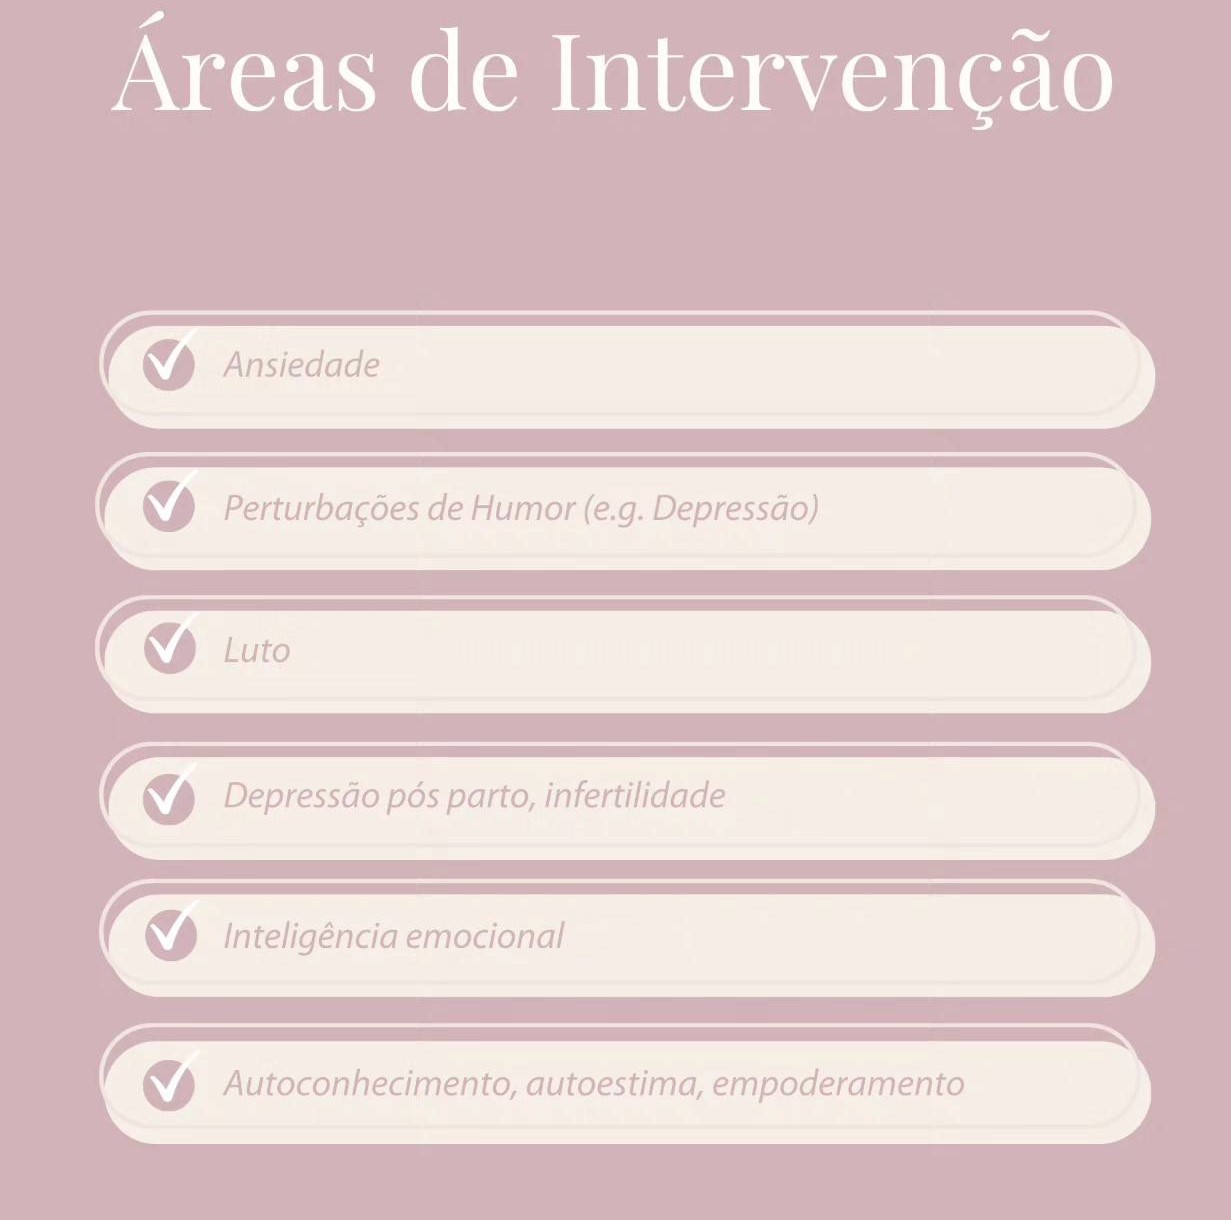 Áreas de Intervenção
Ansiedade
Perturbações de Humor (e.g. Depressão)
Luto
Depressão pós parto, infertilidade
Inteligência emocional
Autoconhecimento, autoestima, empoderamento